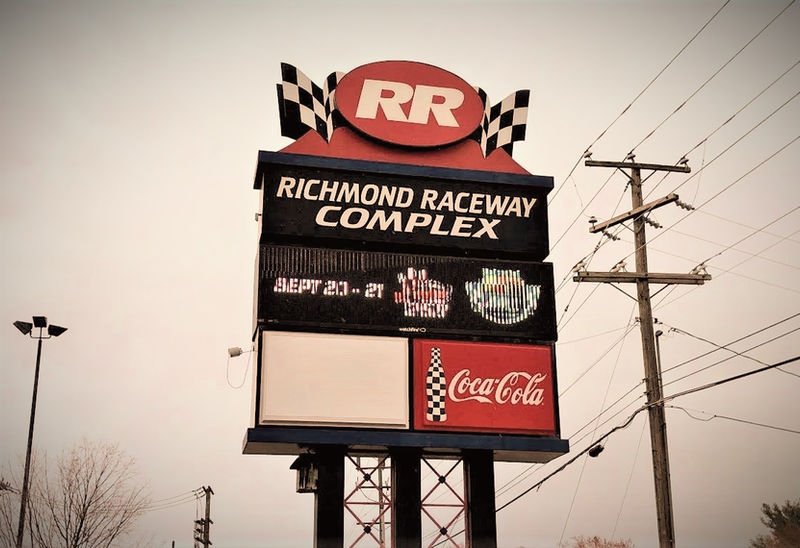 RR
RICHMOND RACEWAY
COMPLEX
SEPT 20 - 21
Coca-Cola